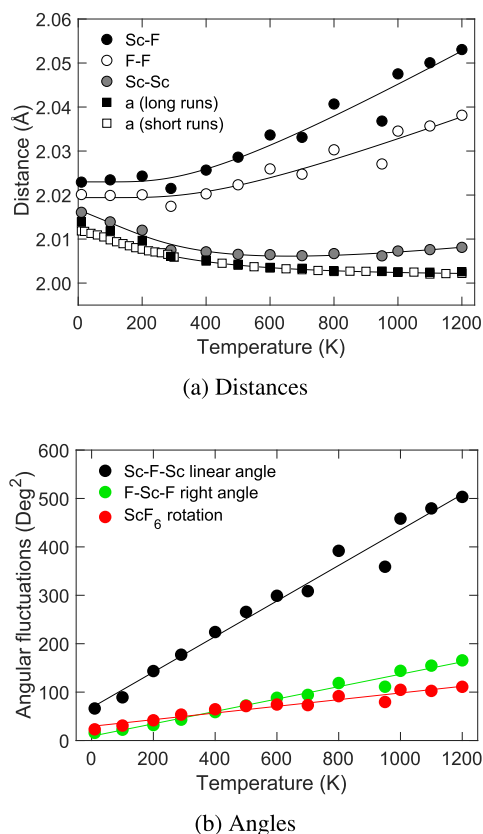 2.06
2.05
2.04
2.03
2.02
2.01
2.00
Distance (Å)
Sc-F
F-F
Sc-Sc
a (long runs)
a (short runs)
0 200 400 600 800 1000 1200
Temperature (K)
(a) Distances
600
500
400
300
200
100
0
Angular fluctuations (Deg²)
Sc-F-Sc linear angle
F-Sc-F right angle
ScF₆ rotation
0 200 400 600 800 1000 1200
Temperature (K)
(b) Angles